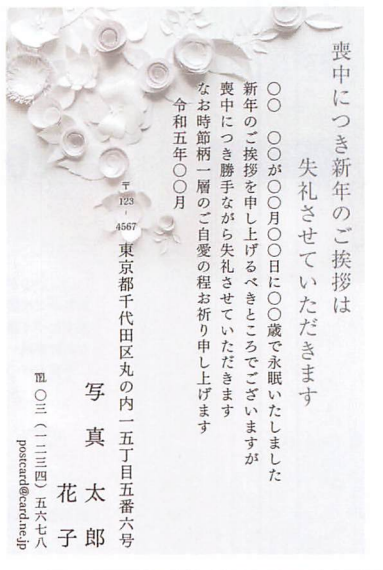 喪中につき新年のご挨拶は
失礼させていただきます
〇〇　〇〇が〇〇月〇〇日に〇〇歳で永眠いたしました
新年のご挨拶を申し上げるべきところでございますが
喪中につき勝手ながら失礼させていただきます
なお時節柄一層のご自愛の程お祈り申し上げます
令和五年〇〇月
〒123-4567 東京都千代田区丸の内一五丁目五番六号
写真太郎
花子
℡ 〇三（一二三四）五六七八
postcard@card.ne.jp